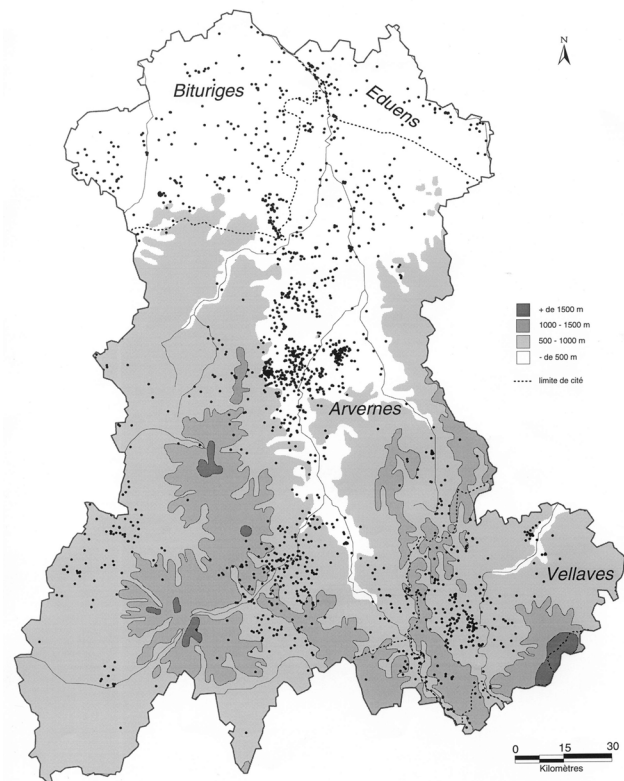 N
Bituriges
Eduens
+ de 1500 m
1000 - 1500 m
500 - 1000 m
- de 500 m
limite de cité
Arvernes
Vellaves
0 15 30
Kilomètres